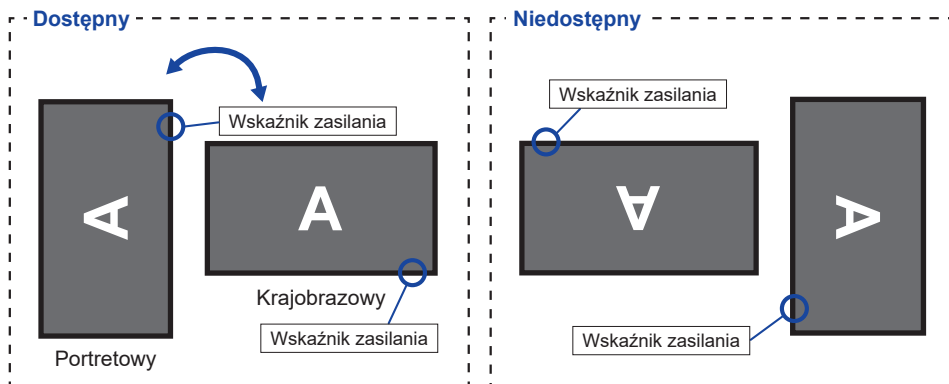 Dostępny
Wskaźnik zasilania
A
A
Krajobrazowy
Wskaźnik zasilania
Portretowy
Niedostępny
Wskaźnik zasilania
A
A
Wskaźnik zasilania